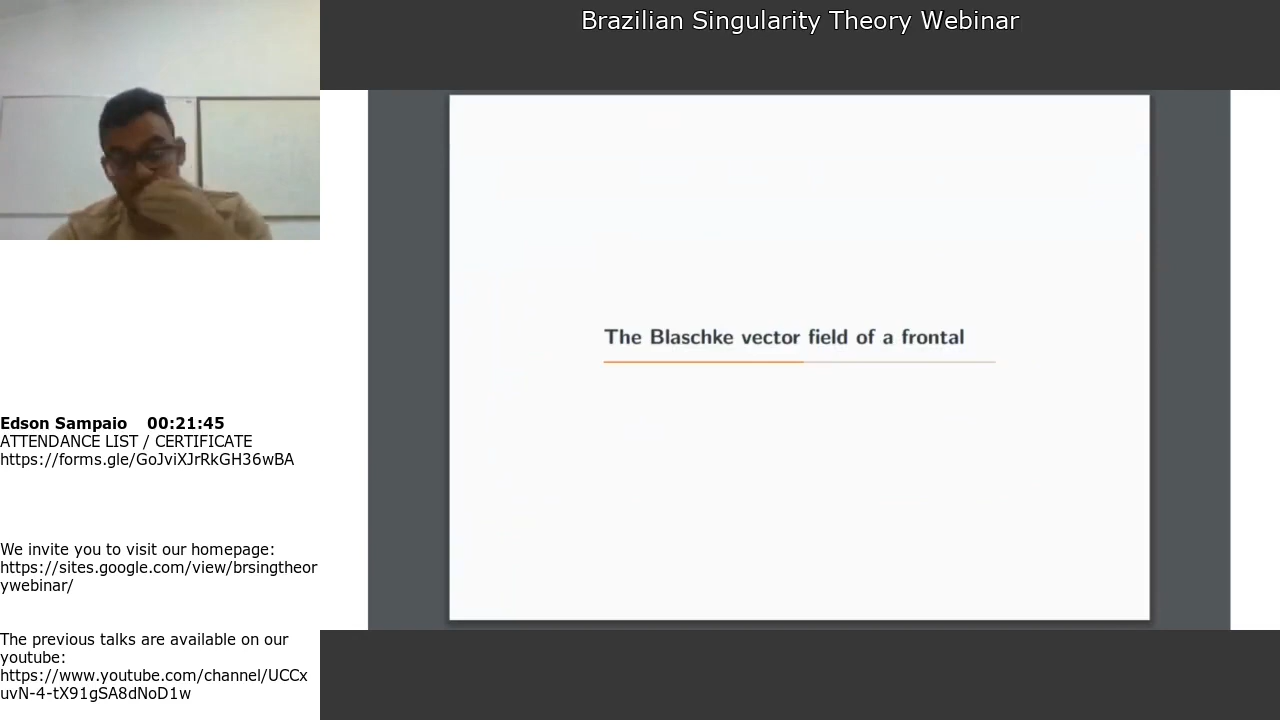 Brazilian Singularity Theory Webinar
The Blaschke vector field of a frontal
Edson Sampaio 00:21:45
ATTENDANCE LIST / CERTIFICATE
https://forms.gle/GoJviXJrRkGH36wBA
We invite you to visit our homepage:
https://sites.google.com/view/brsingtheor
ywebinar/
The previous talks are available on our
youtube:
https://www.youtube.com/channel/UCCx
uvN-4-tX91gSA8dNoD1w